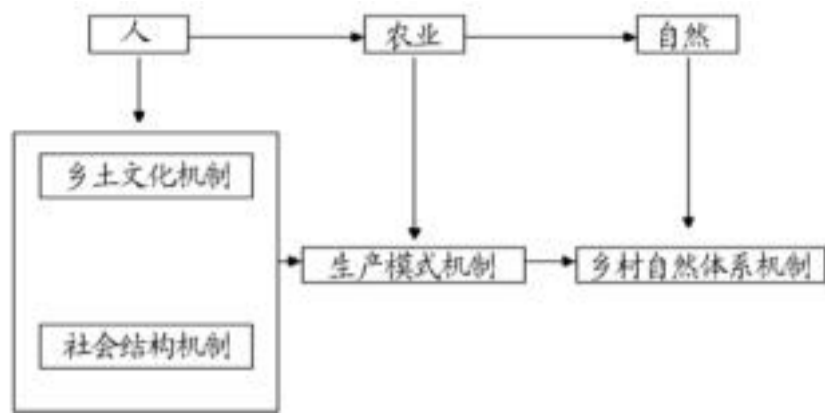 人
农业
自然
乡土文化机制
生产模式机制
乡村自然体系机制
社会结构机制